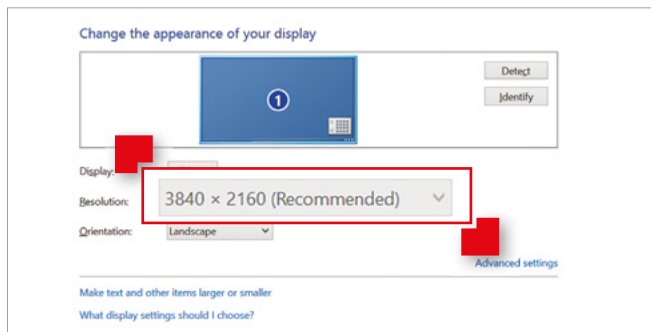 Change the appearance of your display
1
Detect
Identify
Display:
Resolution: 3840 × 2160 (Recommended)
Orientation: Landscape
Advanced settings
Make text and other items larger or smaller
What display settings should I choose?